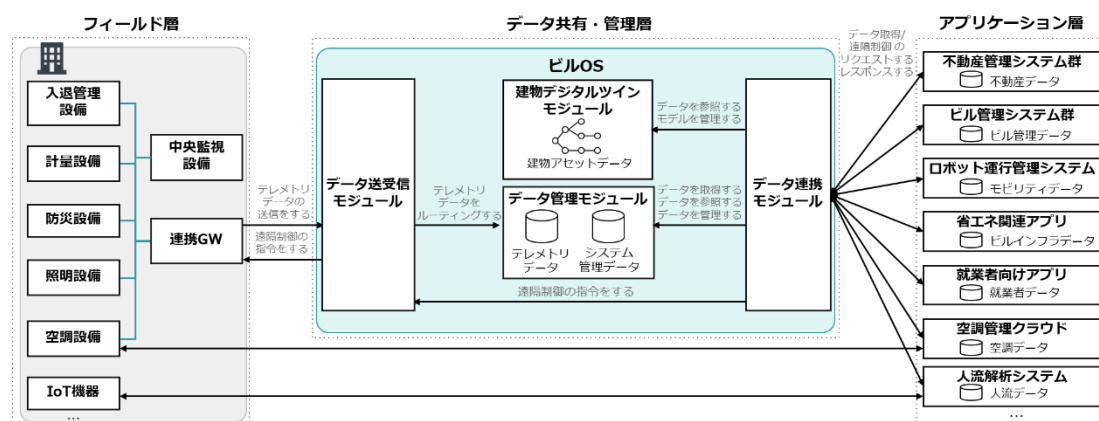 フィールド層
入退管理
設備
計量設備
防災設備
照明設備
空調設備
IoT機器
…
中央監視
設備
連携GW
テレメトリ
データの
送信をする
遠隔制御の
指令をする
データ共有・管理層
ビルOS
データ送受信
モジュール
テレメトリ
データを
ルーティングする
建物デジタルツイン
モジュール
建物アセットデータ
データ管理モジュール
テレメトリ
データ
システム
管理データ
データを参照する
モデルを管理する
データを取得する
データを参照する
データを管理する
遠隔制御の指令をする
データ連携
モジュール
データ取得/
遠隔制御 の
リクエストする
レスポンスする
アプリケーション層
不動産管理システム群
不動産データ
ビル管理システム群
ビル管理データ
ロボット運行管理システム
モビリティデータ
省エネ関連アプリ
ビルインフラデータ
就業者向けアプリ
就業者データ
空調管理クラウド
空調データ
人流解析システム
人流データ
…